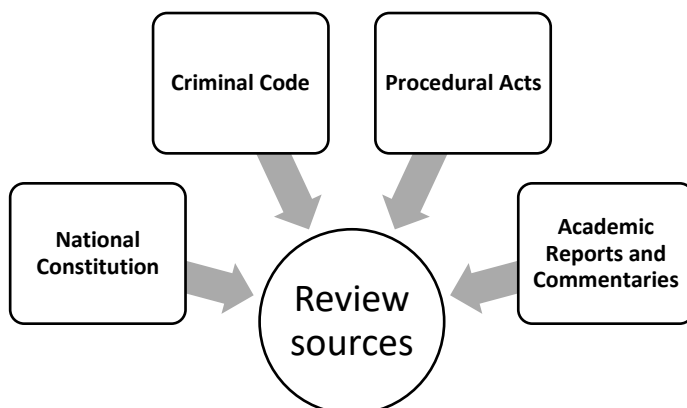 Criminal Code
Procedural Acts
National
Constitution
Academic
Reports and
Commentaries
Review
sources